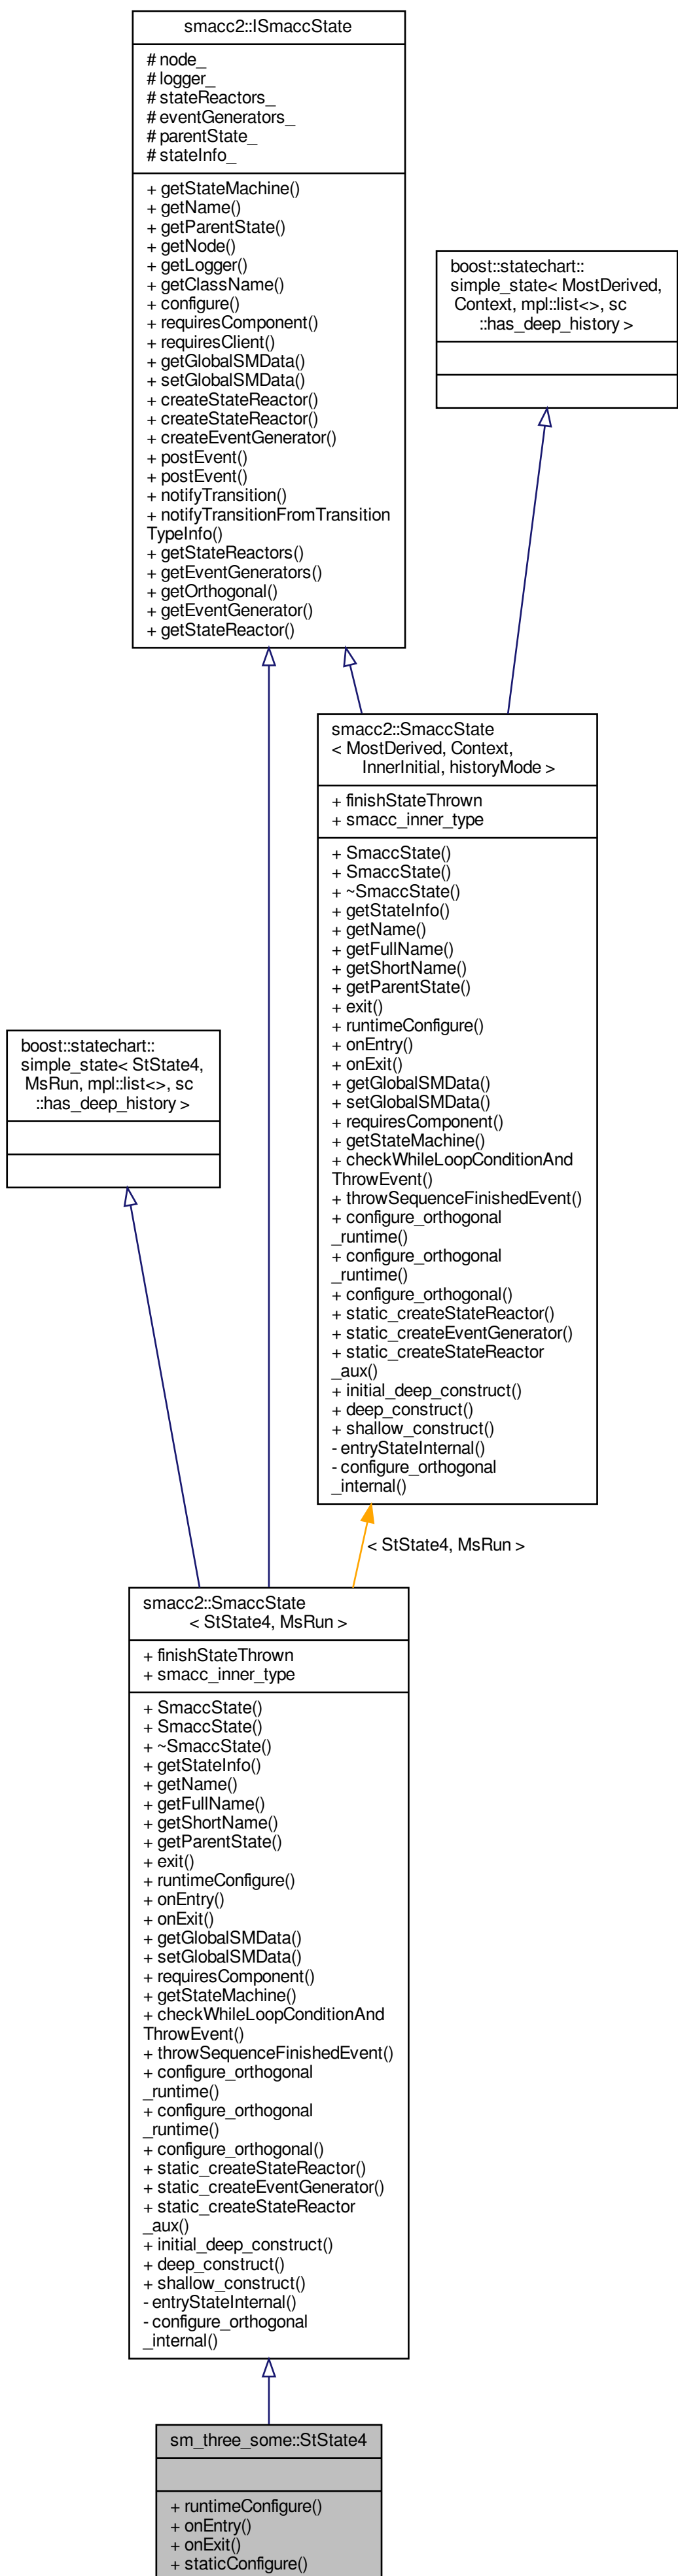 smacc2::ISmaccState
# node_
# logger_
# stateReactors_
# eventGenerators_
# parentState_
# stateInfo_
+ getStateMachine()
+ getName()
+ getParentState()
+ getNode()
+ getLogger()
+ getClassName()
+ configure()
+ requiresComponent()
+ requiresClient()
+ getGlobalSMData()
+ setGlobalSMData()
+ createStateReactor()
+ createStateReactor()
+ createEventGenerator()
+ postEvent()
+ postEvent()
+ notifyTransition()
+ notifyTransitionFromTransition
TypeInfo()
+ getStateReactors()
+ getEventGenerators()
+ getOrthogonal()
+ getEventGenerator()
+ getStateReactor()
boost::statechart::
simple_state< MostDerived,
Context, mpl::list<>, sc
::has_deep_history >
smacc2::SmaccState
< MostDerived, Context,
InnerInitial, historyMode >
+ finishStateThrown
+ smacc_inner_type
+ SmaccState()
+ SmaccState()
+ ~SmaccState()
+ getStateInfo()
+ getName()
+ getFullName()
+ getShortName()
+ getParentState()
+ exit()
+ runtimeConfigure()
+ onEntry()
+ onExit()
+ getGlobalSMData()
+ setGlobalSMData()
+ requiresComponent()
+ getStateMachine()
+ checkWhileLoopConditionAnd
ThrowEvent()
+ throwSequenceFinishedEvent()
+ configure_orthogonal
_runtime()
+ configure_orthogonal
_runtime()
+ configure_orthogonal()
+ static_createStateReactor()
+ static_createEventGenerator()
+ static_createStateReactor
_aux()
+ initial_deep_construct()
+ deep_construct()
+ shallow_construct()
- entryStateInternal()
- configure_orthogonal
_internal()
boost::statechart::
simple_state< StState4,
MsRun, mpl::list<>, sc
::has_deep_history >
< StState4, MsRun >
smacc2::SmaccState
< StState4, MsRun >
+ finishStateThrown
+ smacc_inner_type
+ SmaccState()
+ SmaccState()
+ ~SmaccState()
+ getStateInfo()
+ getName()
+ getFullName()
+ getShortName()
+ getParentState()
+ exit()
+ runtimeConfigure()
+ onEntry()
+ onExit()
+ getGlobalSMData()
+ setGlobalSMData()
+ requiresComponent()
+ getStateMachine()
+ checkWhileLoopConditionAnd
ThrowEvent()
+ throwSequenceFinishedEvent()
+ configure_orthogonal
_runtime()
+ configure_orthogonal
_runtime()
+ configure_orthogonal()
+ static_createStateReactor()
+ static_createEventGenerator()
+ static_createStateReactor
_aux()
+ initial_deep_construct()
+ deep_construct()
+ shallow_construct()
- entryStateInternal()
- configure_orthogonal
_internal()
sm_three_some::StState4
+ runtimeConfigure()
+ onEntry()
+ onExit()
+ staticConfigure()